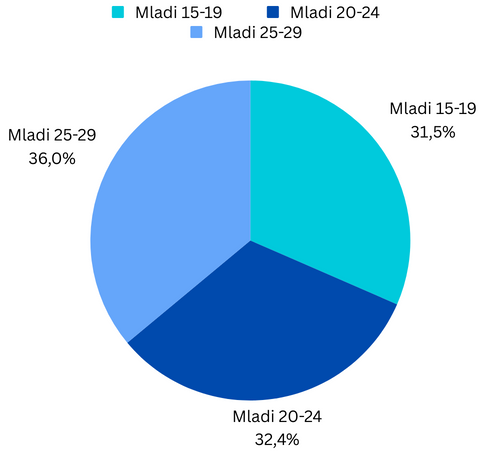 Mladi 15-19
Mladi 20-24
Mladi 25-29
Mladi 15-19
31,5%
Mladi 25-29
36,0%
Mladi 20-24
32,4%